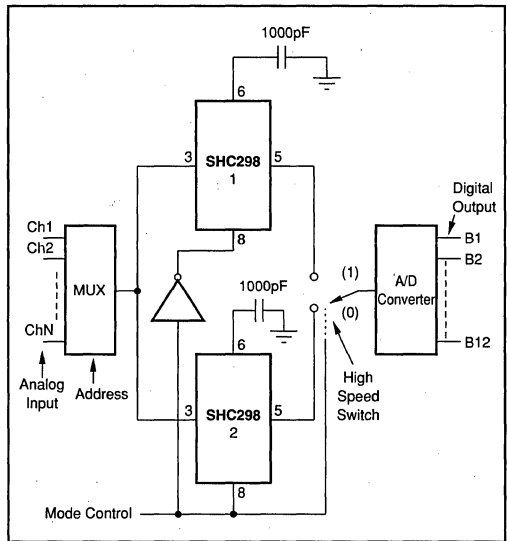 1000pF
6
3
SHC298
1
5
8
Ch1
Ch2
ChN
MUX
Analog
Input
Address
1000pF
6
3
SHC298
2
5
8
(1)
(0)
High
Speed
Switch
A/D
Converter
Digital
Output
B1
B2
B12
Mode Control